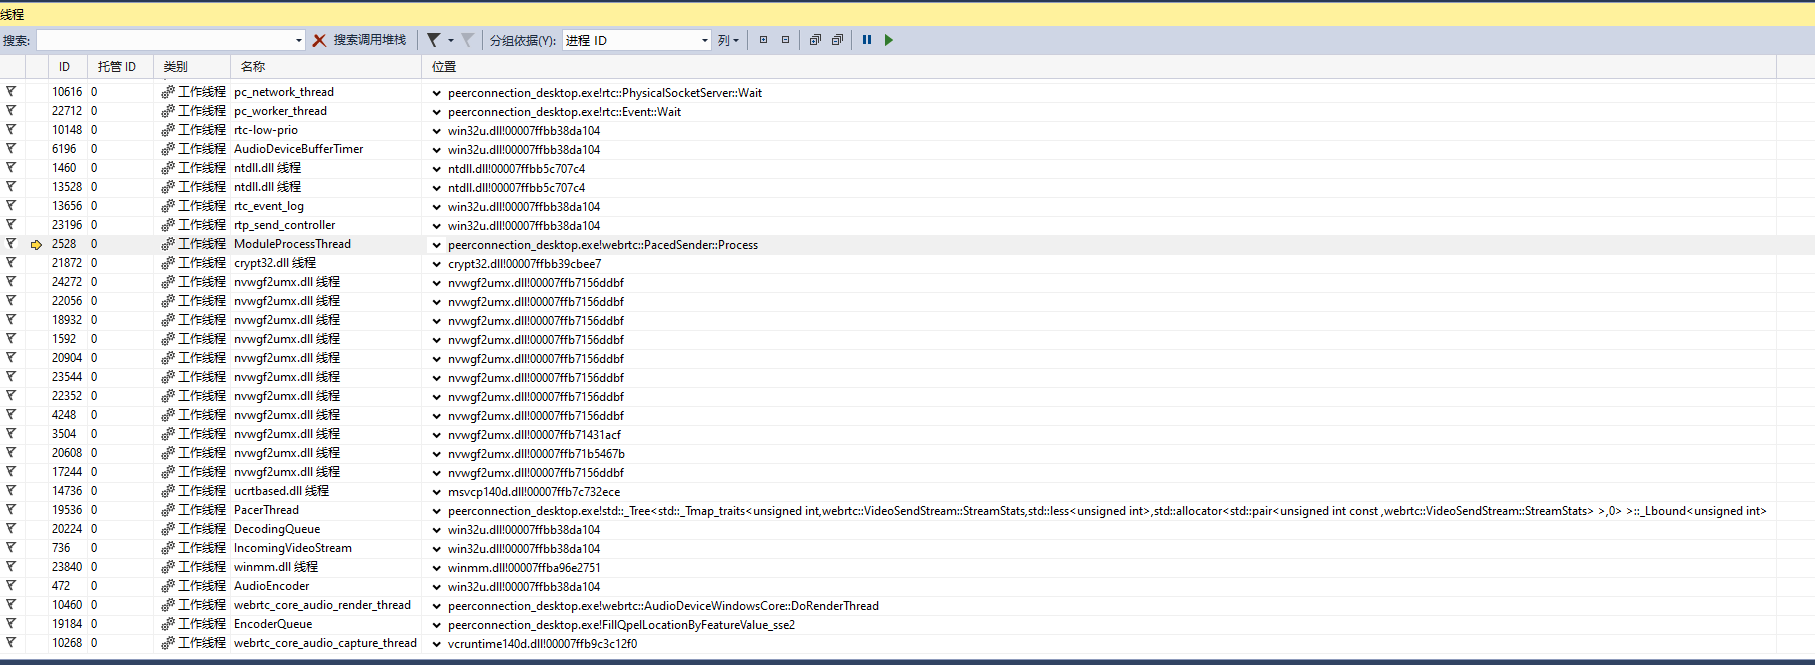 线程
搜索: 搜索调用堆栈 分组依据(Y): 进程 ID 列
ID 托管 ID 类别 名称 位置
10616 0 工作线程 pc_network_thread peerconnection_desktop.exe!rtc::PhysicalSocketServer::Wait
22712 0 工作线程 pc_worker_thread peerconnection_desktop.exe!rtc::Event::Wait
10148 0 工作线程 rtc-low-prio win32u.dll!00007ffbb38da104
6196 0 工作线程 AudioDeviceBufferTimer win32u.dll!00007ffbb38da104
1460 0 工作线程 ntdll.dll 线程 ntdll.dll!00007ffbb5c707c4
13528 0 工作线程 ntdll.dll 线程 ntdll.dll!00007ffbb5c707c4
13656 0 工作线程 rtc_event_log win32u.dll!00007ffbb38da104
23196 0 工作线程 rtp_send_controller win32u.dll!00007ffbb38da104
2528 0 工作线程 ModuleProcessThread peerconnection_desktop.exe!webrtc::PacedSender::Process
21872 0 工作线程 crypt32.dll 线程 crypt32.dll!00007ffbb39cbee7
24272 0 工作线程 nvwgf2umx.dll 线程 nvwgf2umx.dll!00007ffb7156ddbf
22056 0 工作线程 nvwgf2umx.dll 线程 nvwgf2umx.dll!00007ffb7156ddbf
18932 0 工作线程 nvwgf2umx.dll 线程 nvwgf2umx.dll!00007ffb7156ddbf
1592 0 工作线程 nvwgf2umx.dll 线程 nvwgf2umx.dll!00007ffb7156ddbf
20904 0 工作线程 nvwgf2umx.dll 线程 nvwgf2umx.dll!00007ffb7156ddbf
23544 0 工作线程 nvwgf2umx.dll 线程 nvwgf2umx.dll!00007ffb7156ddbf
22352 0 工作线程 nvwgf2umx.dll 线程 nvwgf2umx.dll!00007ffb7156ddbf
4248 0 工作线程 nvwgf2umx.dll 线程 nvwgf2umx.dll!00007ffb7156ddbf
3504 0 工作线程 nvwgf2umx.dll 线程 nvwgf2umx.dll!00007ffb71431acf
20608 0 工作线程 nvwgf2umx.dll 线程 nvwgf2umx.dll!00007ffb71b5467b
17244 0 工作线程 nvwgf2umx.dll 线程 nvwgf2umx.dll!00007ffb7156ddbf
14736 0 工作线程 ucrtbased.dll 线程 msvcp140d.dll!00007ffb7c732ece
19536 0 工作线程 PacerThread peerconnection_desktop.exe!std::_Tree<std::_Tmap_traits<unsigned int,webrtc::VideoSendStream::StreamStats,std::less<unsigned int>,std::allocator<std::pair<unsigned int const ,webrtc::VideoSendStream::StreamStats> >,0> >::_Lbound<unsigned int>
20224 0 工作线程 DecodingQueue win32u.dll!00007ffbb38da104
736 0 工作线程 IncomingVideoStream win32u.dll!00007ffbb38da104
23840 0 工作线程 winmm.dll 线程 winmm.dll!00007ffba96e2751
472 0 工作线程 AudioEncoder win32u.dll!00007ffbb38da104
10460 0 工作线程 webrtc_core_audio_render_thread peerconnection_desktop.exe!webrtc::AudioDeviceWindowsCore::DoRenderThread
19184 0 工作线程 EncoderQueue peerconnection_desktop.exe!FillQpelLocationByFeatureValue_sse2
10268 0 工作线程 webrtc_core_audio_capture_thread vcruntime140d.dll!00007ffb9c3c12f0